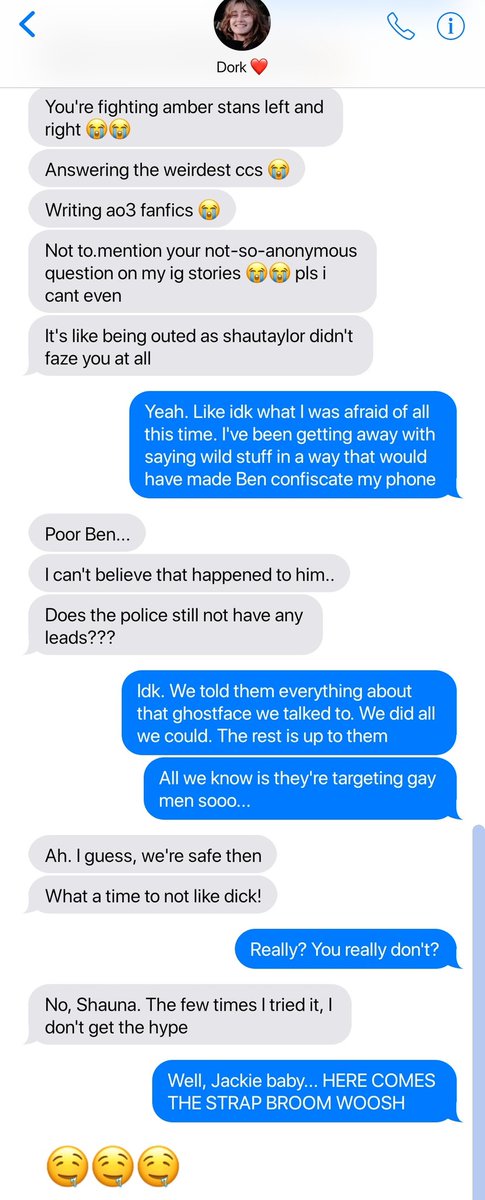 Dork ❤️
You're fighting amber stans left and
right 😭😭
Answering the weirdest ccs 😭
Writing ao3 fanfics 😭
Not to.mention your not-so-anonymous
question on my ig stories 😭😭 pls i
cant even
It's like being outed as shautaylor didn't
faze you at all
Yeah. Like idk what I was afraid of all
this time. I've been getting away with
saying wild stuff in a way that would
have made Ben confiscate my phone
Poor Ben...
I can't believe that happened to him..
Does the police still not have any
leads???
Idk. We told them everything about
that ghostface we talked to. We did all
we could. The rest is up to them
All we know is they're targeting gay
men sooo...
Ah. I guess, we're safe then
What a time to not like dick!
Really? You really don't?
No, Shauna. The few times I tried it, I
don't get the hype
Well, Jackie baby... HERE COMES
THE STRAP BROOM WOOSH
🤤🤤🤤